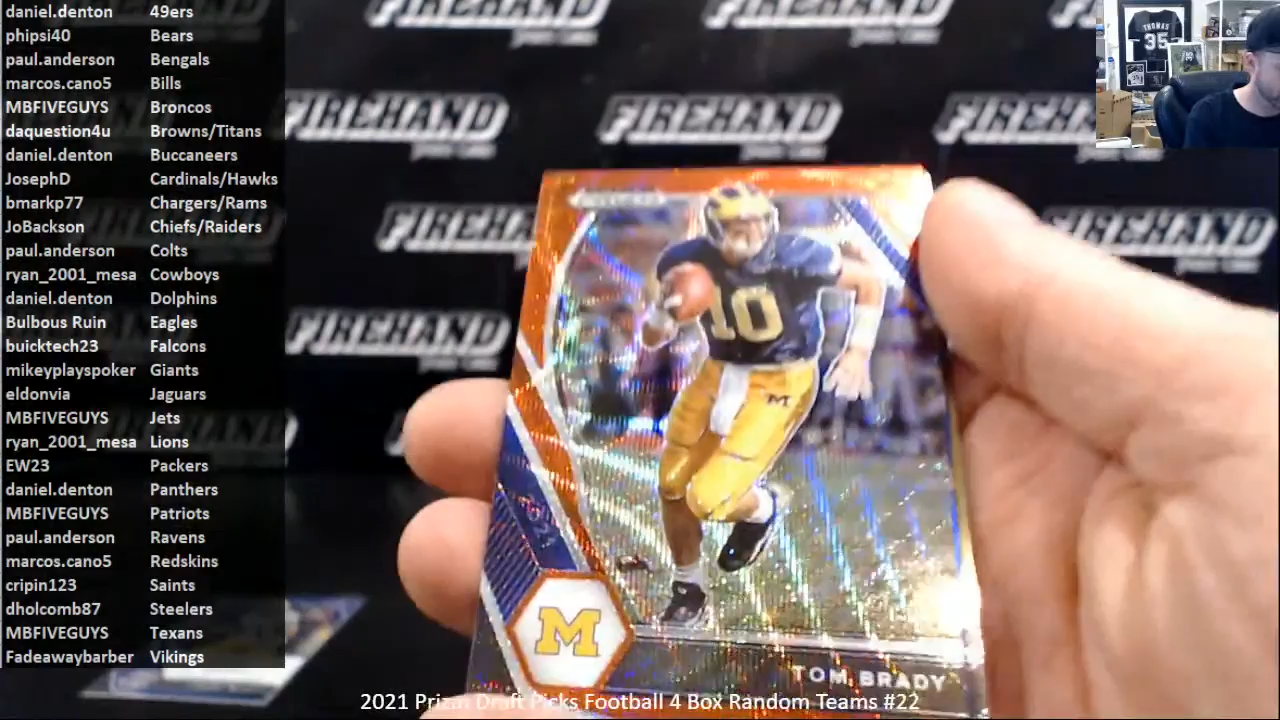 daniel.denton 49ers
phipsi40 Bears
paul.anderson Bengals
marcos.cano5 Bills
MBFIVEGUYS Broncos
daquestion4u Browns/Titans
daniel.denton Buccaneers
JosephD Cardinals/Hawks
bmarkp77 Chargers/Rams
JoBackson Chiefs/Raiders
paul.anderson Colts
ryan_2001_mesa Cowboys
daniel.denton Dolphins
Bulbous Ruin Eagles
buicktech23 Falcons
mikeyplayspoker Giants
eldonvia Jaguars
MBFIVEGUYS Jets
ryan_2001_mesa Lions
EW23 Packers
daniel.denton Panthers
MBFIVEGUYS Patriots
paul.anderson Ravens
marcos.cano5 Redskins
cripin123 Saints
dholcomb87 Steelers
MBFIVEGUYS Texans
Fadeawaybarber Vikings
FIREHAND
FIREHAND
FIREHAND
FIREHAND
FIREHAND
FIREHAND
FIREHAND
THOMAS
35
10
M
M
TOM BRADY
2021 Prizm Draft Picks Football 4 Box Random Teams #22